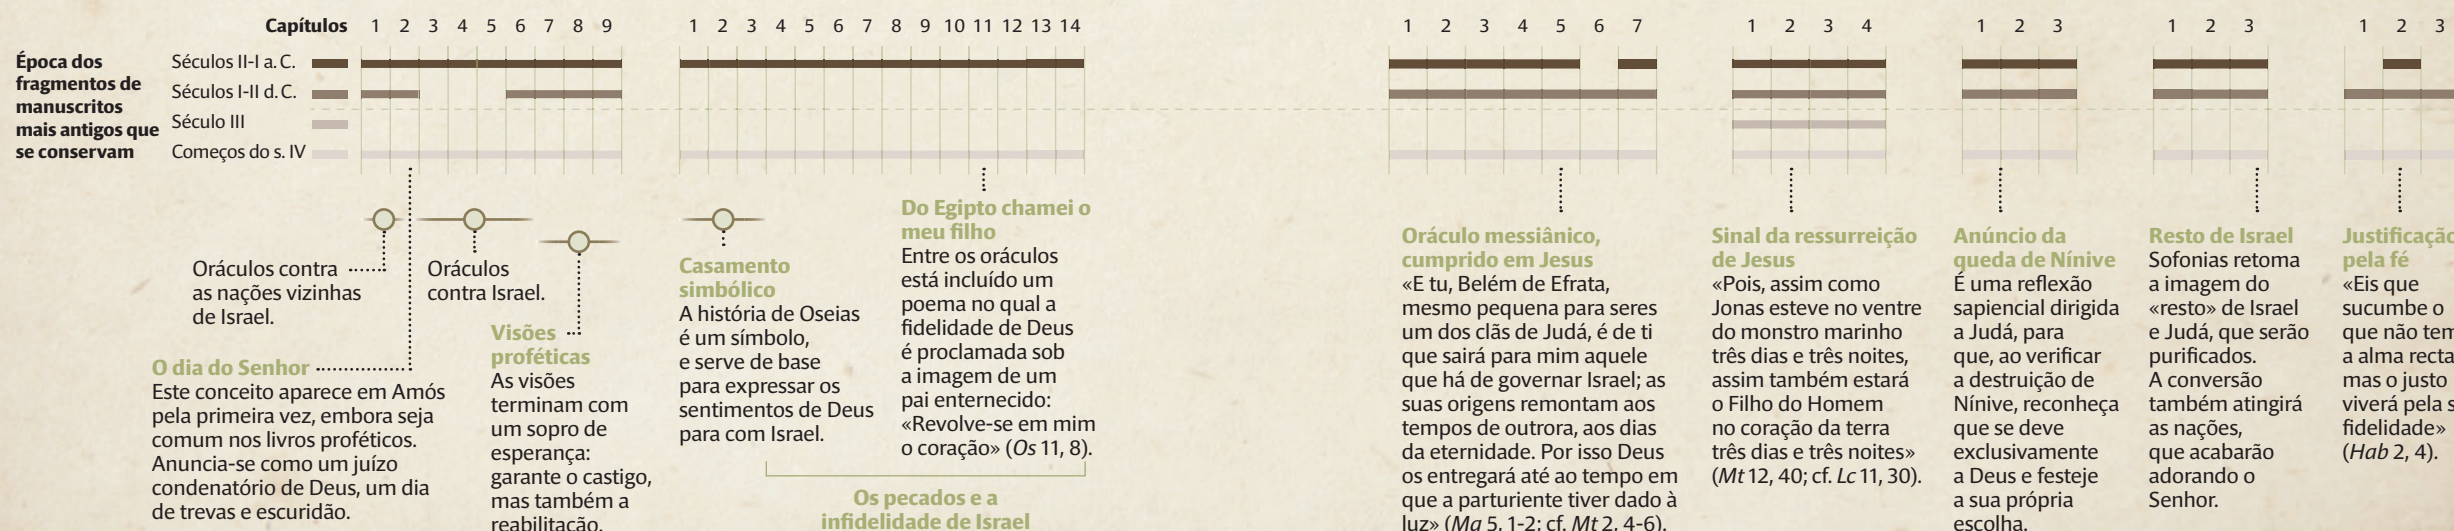 Capítulos 1 2 3 4 5 6 7 8 9
1 2 3 4 5 6 7 8 9 10 11 12 13 14
1 2 3 4 5 6 7
1 2 3 4
1 2 3
1 2 3
1 2 3
Época dos
fragmentos de
manuscritos
mais antigos que
se conservam
Séculos II-I a. C.
Séculos I-II d. C.
Século III
Começos do s. IV
Oráculos contra
as nações vizinhas
de Israel.
Oráculos
contra Israel.
O dia do Senhor
Este conceito aparece em Amós
pela primeira vez, embora seja
comum nos livros proféticos.
Anuncia-se como um juízo
condenatório de Deus, um dia
de trevas e escuridão.
Visões
proféticas
As visões
terminam com
um sopro de
esperança:
garante o castigo,
mas também a
reabilitação.
Casamento
simbólico
A história de Oseias
é um símbolo,
e serve de base
para expressar os
sentimentos de Deus
para com Israel.
Do Egipto chamei o
meu filho
Entre os oráculos
está incluído um
poema no qual a
fidelidade de Deus
é proclamada sob
a imagem de um
pai enternecido:
«Revolve-se em mim
o coração» (Os 11, 8).
Os pecados e a
infidelidade de Israel
Oráculo messiânico,
cumprido em Jesus
«E tu, Belém de Efrata,
mesmo pequena para seres
um dos clãs de Judá, é de ti
que sairá para mim aquele
que há de governar Israel; as
suas origens remontam aos
tempos de outrora, aos dias
da eternidade. Por isso Deus
os entregará até ao tempo em
que a parturiente tiver dado à
luz» (Mq 5, 1-2; cf. Mt 2, 4-6).
Sinal da ressurreição
de Jesus
«Pois, assim como
Jonas esteve no ventre
do monstro marinho
três dias e três noites,
assim também estará
o Filho do Homem
no coração da terra
três dias e três noites»
(Mt 12, 40; cf. Lc 11, 30).
Anúncio da
queda de Nínive
É uma reflexão
sapiencial dirigida
a Judá, para
que, ao verificar
a destruição de
Nínive, reconheça
que se deve
exclusivamente
a Deus e festeje
a sua própria
escolha.
Resto de Israel
Sofonias retoma
a imagem do
«resto» de Israel
e Judá, que serão
purificados.
A conversão
também atingirá
as nações,
que acabarão
adorando o
Senhor.
Justificação
pela fé
«Eis que
sucumbe o
que não tem
a alma recta
mas o justo
viverá pela s
fidelidade»
(Hab 2, 4).